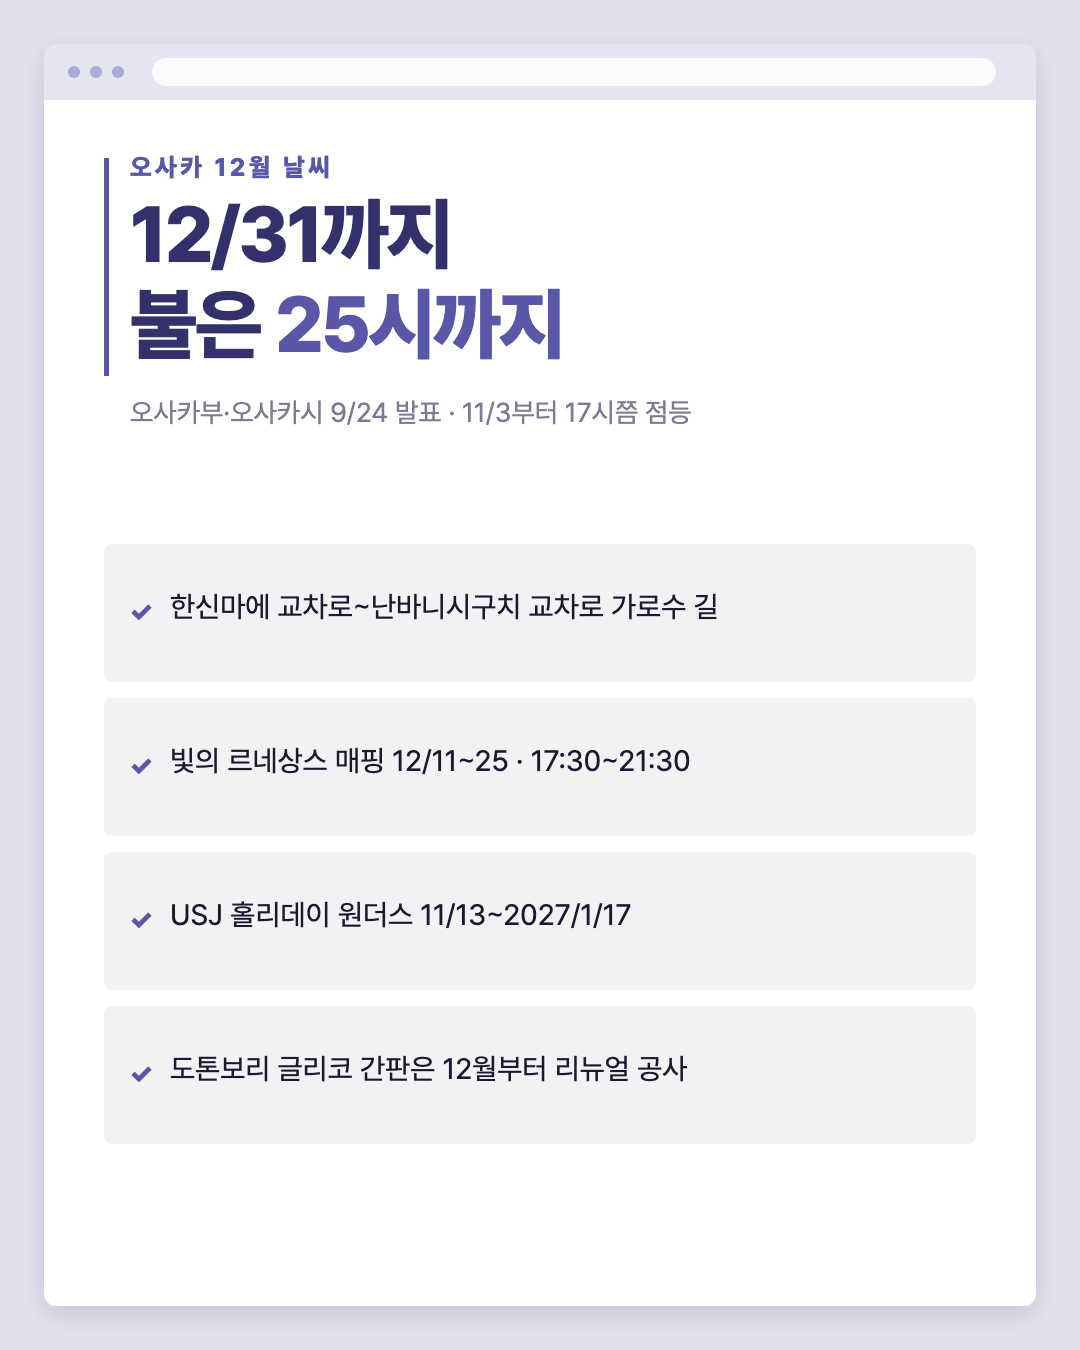 오사카 12월 날씨
12/31까지
불은 25시까지
오사카부·오사카시 9/24 발표 · 11/3부터 17시쯤 점등
한신마에 교차로~난바니시구치 교차로 가로수 길
빛의 르네상스 매핑 12/11~25 · 17:30~21:30
USJ 홀리데이 원더스 11/13~2027/1/17
도톤보리 글리코 간판은 12월부터 리뉴얼 공사